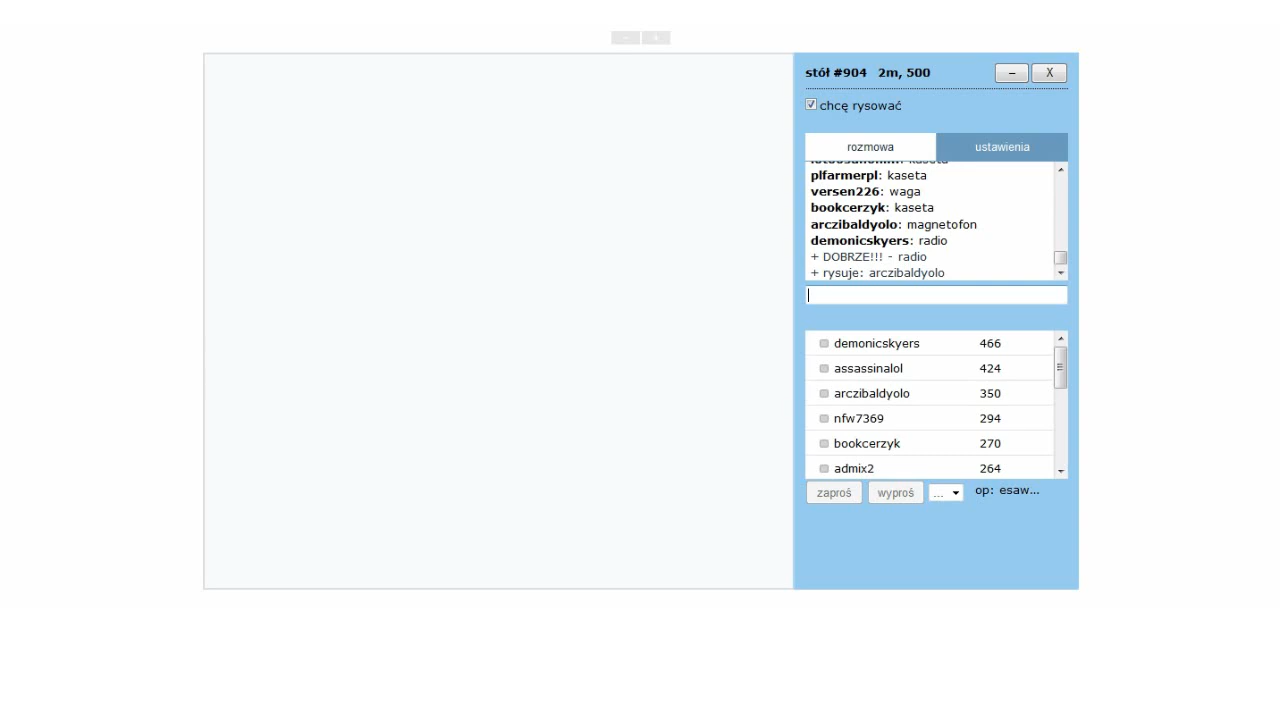 stół #904 2m, 500
–
X
chcę rysować
rozmowa
ustawienia
plfarmerpl: kaseta
versen226: waga
bookcerzyk: kaseta
arczibaldyolo: magnetofon
demonicskyers: radio
+ DOBRZE!!! - radio
+ rysuje: arczibaldyolo
demonicskyers 466
assassinalol 424
arczibaldyolo 350
nfw7369 294
bookcerzyk 270
admix2 264
zaproś
wyproś
...
op: esaw...